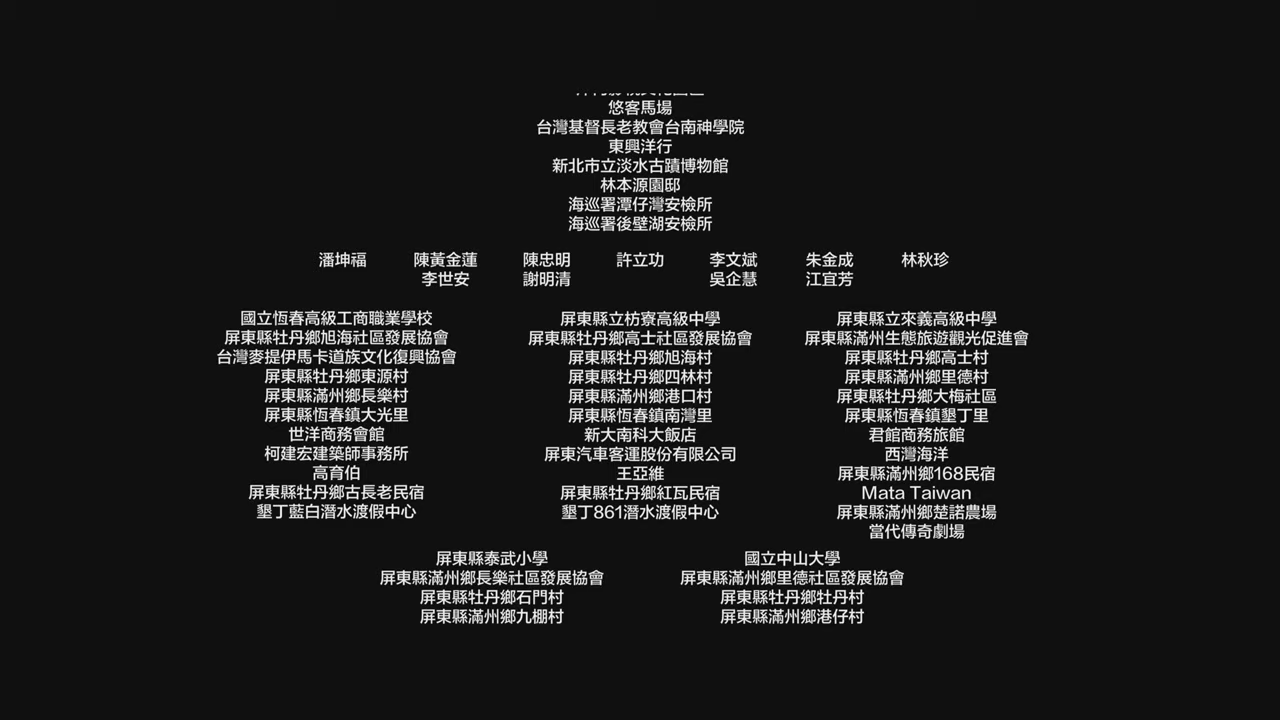 悠客馬場
台灣基督長老教會台南神學院
東興洋行
新北市立淡水古蹟博物館
林本源園邸
海巡署潭仔灣安檢所
海巡署後壁湖安檢所
潘坤福 陳黃金蓮 陳忠明 許立功 李文斌 朱金成 林秋珍
李世安 謝明清 吳企慧 江宜芳
國立恆春高級工商職業學校 屏東縣立枋寮高級中學 屏東縣立來義高級中學
屏東縣牡丹鄉旭海社區發展協會 屏東縣牡丹鄉高士社區發展協會 屏東縣滿州生態旅遊觀光促進會
台灣麥提伊馬卡道族文化復興協會 屏東縣牡丹鄉旭海村 屏東縣牡丹鄉高士村
屏東縣牡丹鄉東源村 屏東縣牡丹鄉四林村 屏東縣滿州鄉里德村
屏東縣滿州鄉長樂村 屏東縣滿州鄉港口村 屏東縣牡丹鄉大梅社區
屏東縣恆春鎮大光里 屏東縣恆春鎮南灣里 屏東縣恆春鎮墾丁里
世洋商務會館 新大南科大飯店 君館商務旅館
柯建宏建築師事務所 屏東汽車客運股份有限公司 西灣海洋
高育伯 王亞維 屏東縣滿州鄉168民宿
屏東縣牡丹鄉古長老民宿 屏東縣牡丹鄉紅瓦民宿 Mata Taiwan
墾丁藍白潛水渡假中心 墾丁861潛水渡假中心 屏東縣滿州鄉楚諾農場
當代傳奇劇場
屏東縣泰武小學 國立中山大學
屏東縣滿州鄉長樂社區發展協會 屏東縣滿州鄉里德社區發展協會
屏東縣牡丹鄉石門村 屏東縣牡丹鄉牡丹村
屏東縣滿州鄉九棚村 屏東縣滿州鄉港仔村